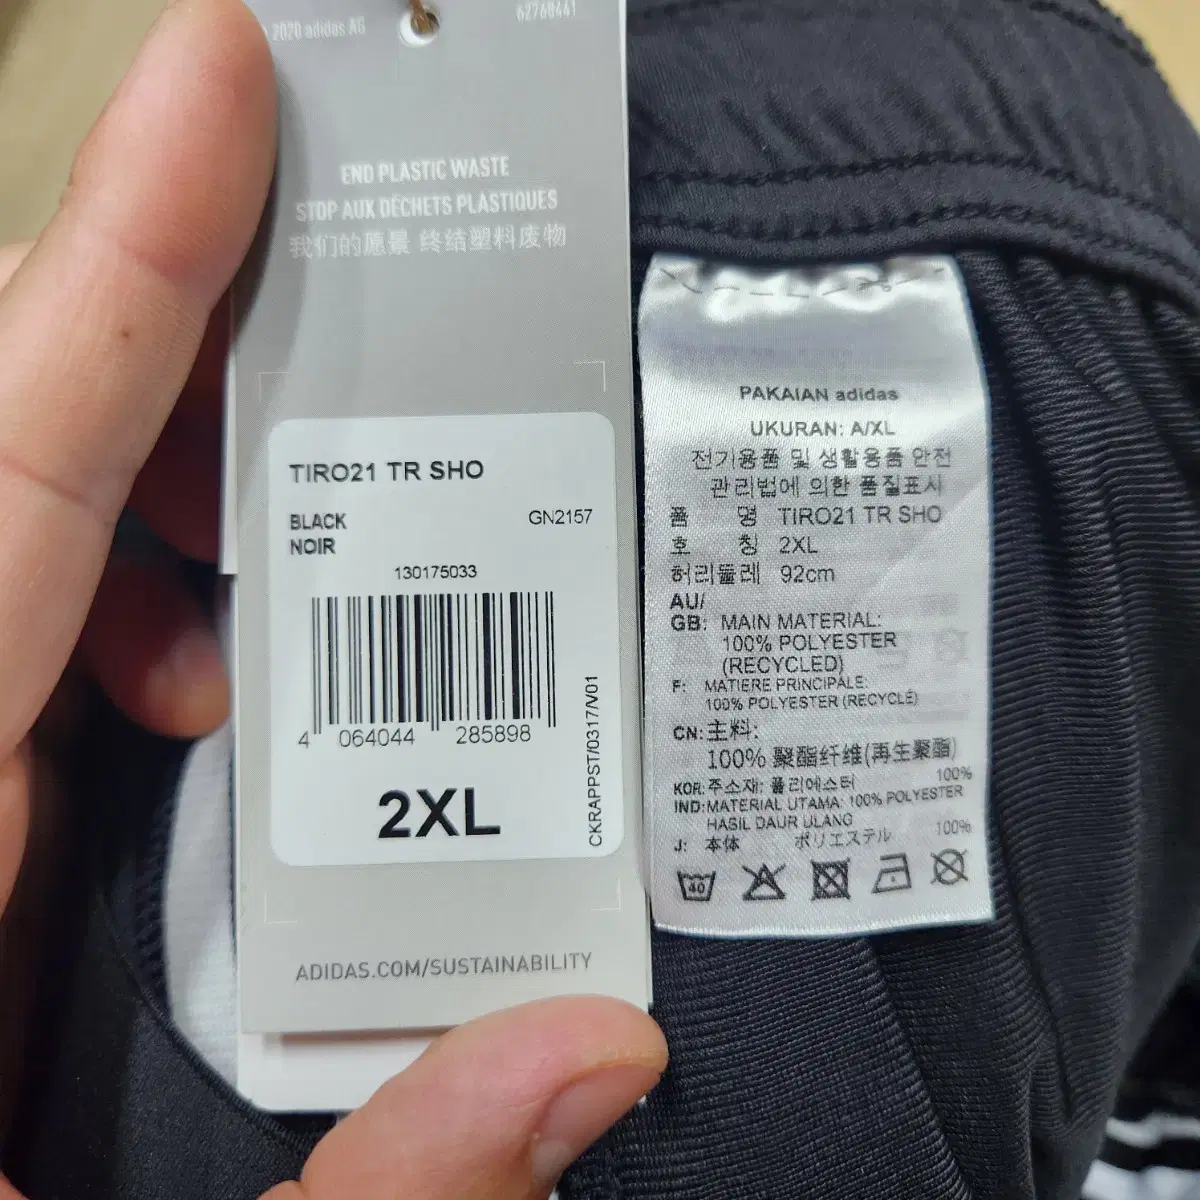 2020 adidas AG
62768441
END PLASTIC WASTE
STOP AUX DÉCHETS PLASTIQUES
我们的愿景 终结塑料废物
TIRO21 TR SHO
BLACK
GN2157
NOIR
130175033
4 064044 285898
2XL
CKRAPPST/0317/V01
ADIDAS.COM/SUSTAINABILITY
PAKAIAN adidas
UKURAN: A/XL
전기용품 및 생활용품 안전
관리법에 의한 품질표시
품 명 TIRO21 TR SHO
호 칭 2XL
허리둘레 92cm
AU/
GB: MAIN MATERIAL:
100% POLYESTER
(RECYCLED)
F: MATIERE PRINCIPALE:
100% POLYESTER (RECYCLÉ)
CN: 主料:
100% 聚酯纤维(再生聚酯)
KOR: 주소재: 폴리에스터 100%
IND: MATERIAL UTAMA: 100% POLYESTER
HASIL DAUR ULANG
J: 本体 ポリエステル 100%
40